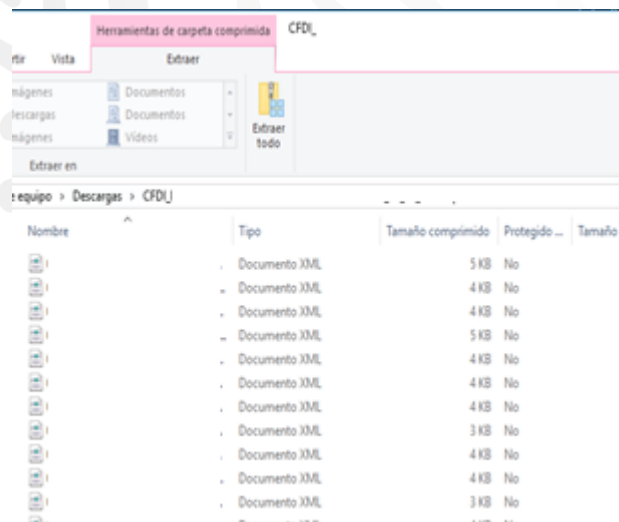 Herramientas de carpeta comprimida CFDI_
rtir Vista Extraer
mágenes Documentos
descargas Documentos
mágenes Vídeos
Extraer todo
Extraer en
equipo > Descargas > CFDI_
Nombre Tipo Tamaño comprimido Protegido ... Tamaño
Documento XML 5 KB No
Documento XML 4 KB No
Documento XML 4 KB No
Documento XML 5 KB No
Documento XML 4 KB No
Documento XML 4 KB No
Documento XML 4 KB No
Documento XML 3 KB No
Documento XML 4 KB No
Documento XML 4 KB No
Documento XML 3 KB No